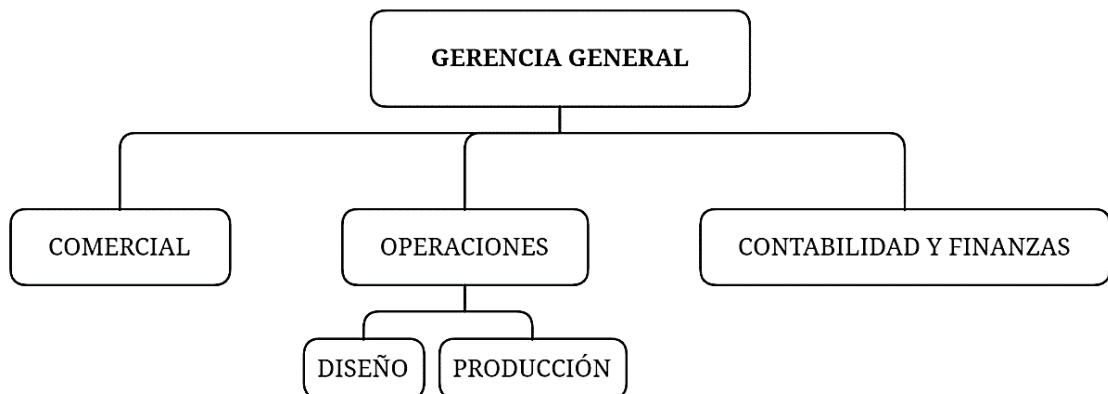 GERENCIA GENERAL
COMERCIAL
OPERACIONES
CONTABILIDAD Y FINANZAS
DISEÑO
PRODUCCIÓN